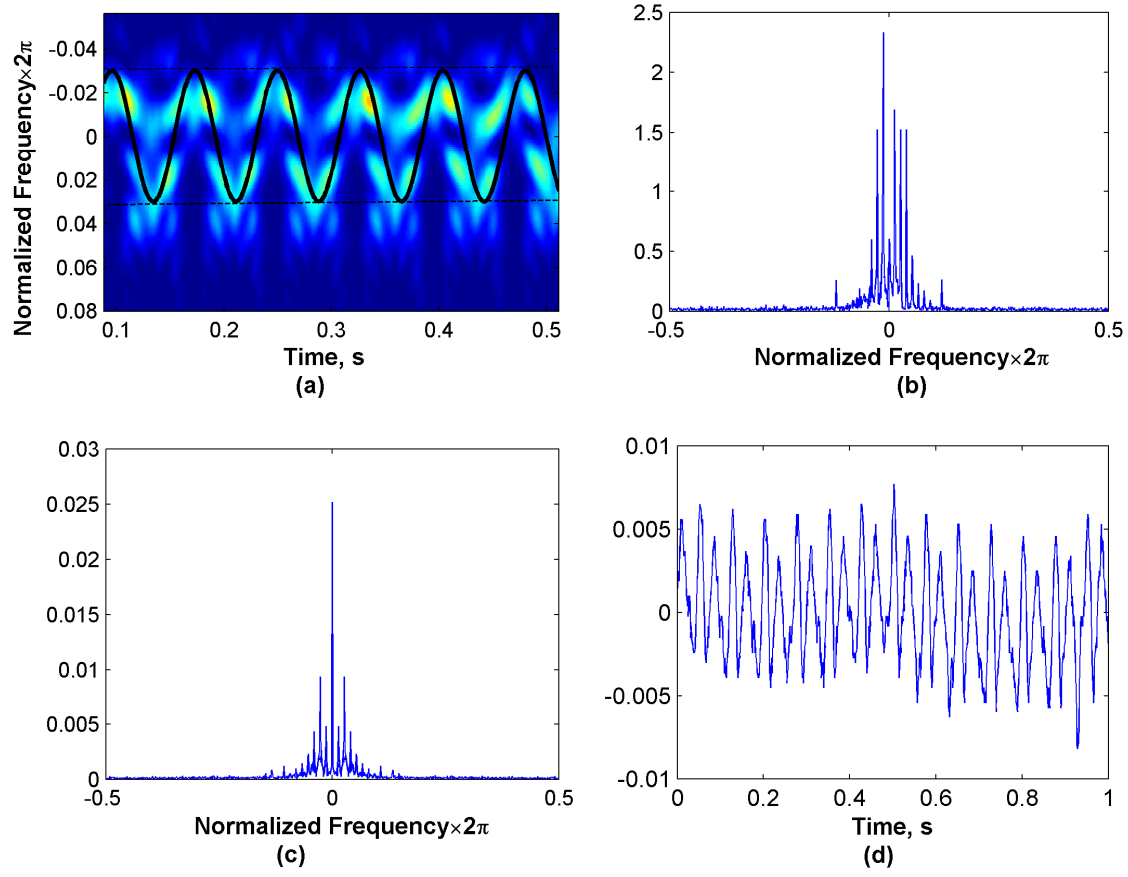 Normalized Frequency×2π
-0.04
-0.02
0
0.02
0.04
0.06
0.08
0.1 0.2 0.3 0.4 0.5
Time, s
(a)
2.5
2
1.5
1
0.5
0
-0.5 0 0.5
Normalized Frequency×2π
(b)
0.03
0.025
0.02
0.015
0.01
0.005
0
-0.5 0 0.5
Normalized Frequency×2π
(c)
0.01
0.005
0
-0.005
-0.01
0 0.2 0.4 0.6 0.8 1
Time, s
(d)